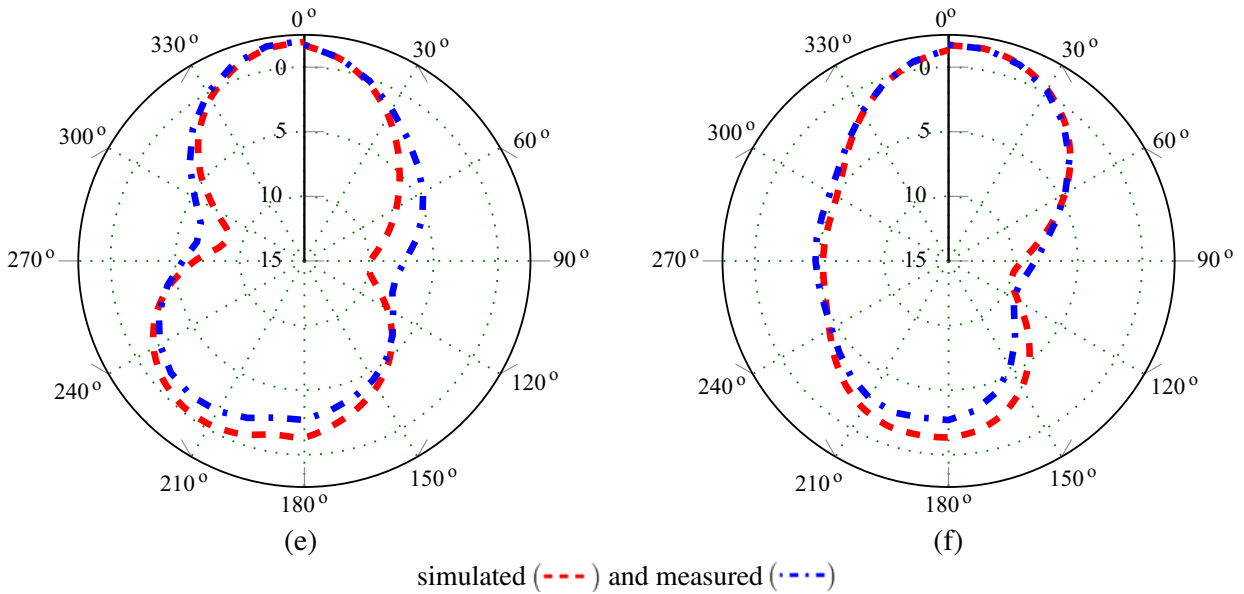 0 o
30 o
60 o
90 o
120 o
150 o
180 o
210 o
240 o
270 o
300 o
330 o
0
5
10
15
(e)
0 o
30 o
60 o
90 o
120 o
150 o
180 o
210 o
240 o
270 o
300 o
330 o
0
5
10
15
(f)
simulated (----) and measured (-·-·-)